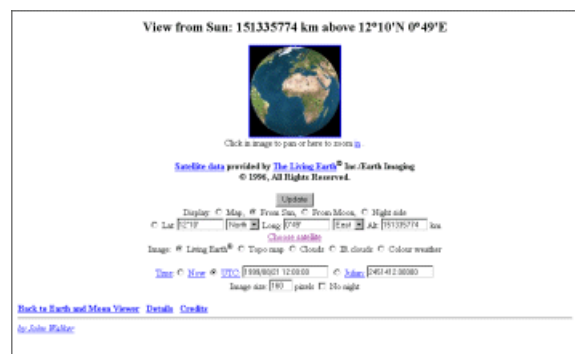 View from Sun: 151335774 km above 12°10'N 0°49'E
Click in image to pan or here to zoom in.
Satellite data provided by The Living Earth® Inc./Earth Imaging
© 1996, All Rights Reserved.
Update
Display: Map, From Sun, From Moon, Night side
Lat: 12°10' North Long: 0°49' East Alt: 151335774 km
Choose satellite
Image: Living Earth® Topo map Clouds IR clouds Colour weather
Time: Now UTC: 1999/08/21 12:00:00 Julian: 2451412.00000
Image size: 160 pixels No night
Back to Earth and Moon Viewer Details Credits
by John Walker